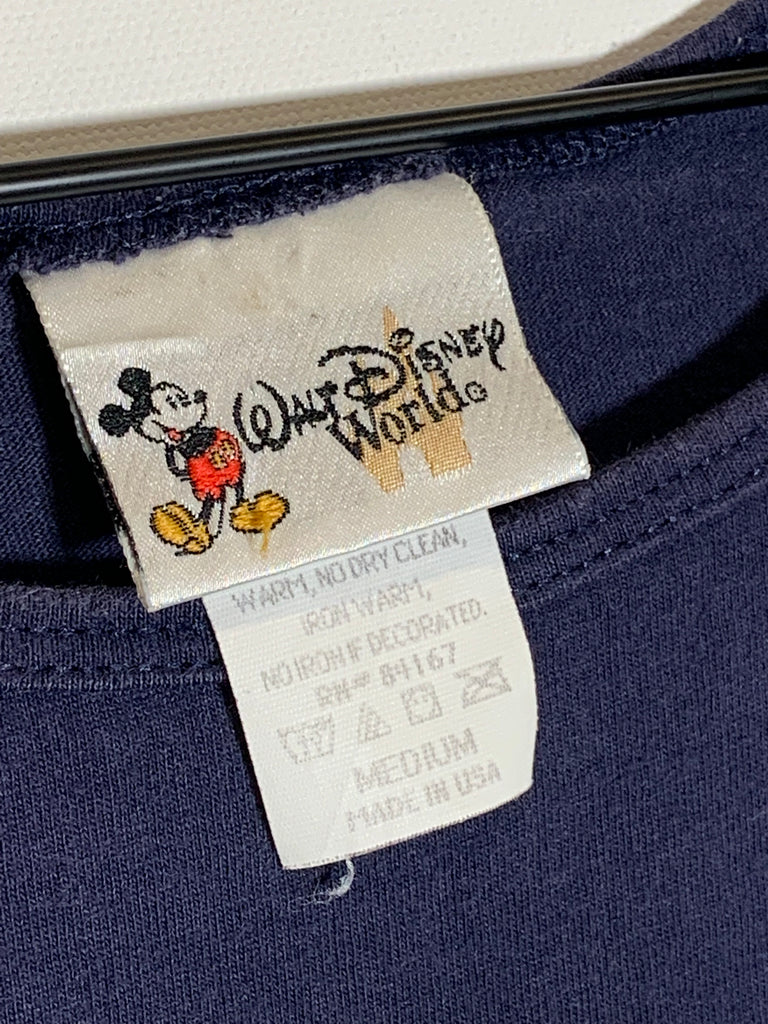 WALT DISNEY
World©
WARM, NO DRY CLEAN,
IRON WARM,
NO IRON IF DECORATED.
RN# 84167
MEDIUM
MADE IN USA